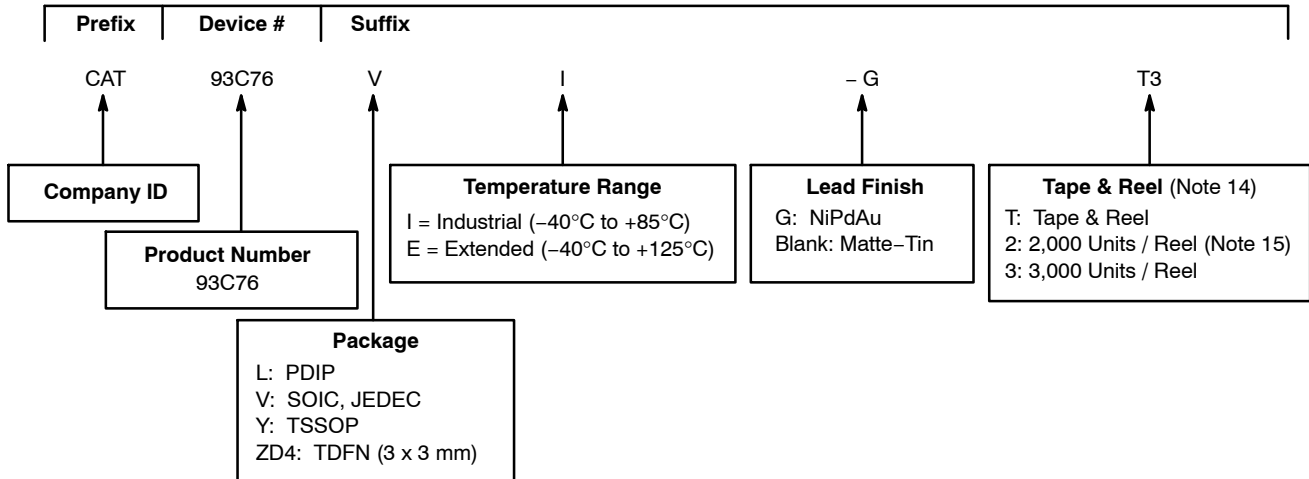 Prefix Device # Suffix
CAT 93C76 V I – G T3
Company ID
Product Number
93C76
Package
L: PDIP
V: SOIC, JEDEC
Y: TSSOP
ZD4: TDFN (3 x 3 mm)
Temperature Range
I = Industrial (−40°C to +85°C)
E = Extended (−40°C to +125°C)
Lead Finish
G: NiPdAu
Blank: Matte−Tin
Tape & Reel (Note 14)
T: Tape & Reel
2: 2,000 Units / Reel (Note 15)
3: 3,000 Units / Reel